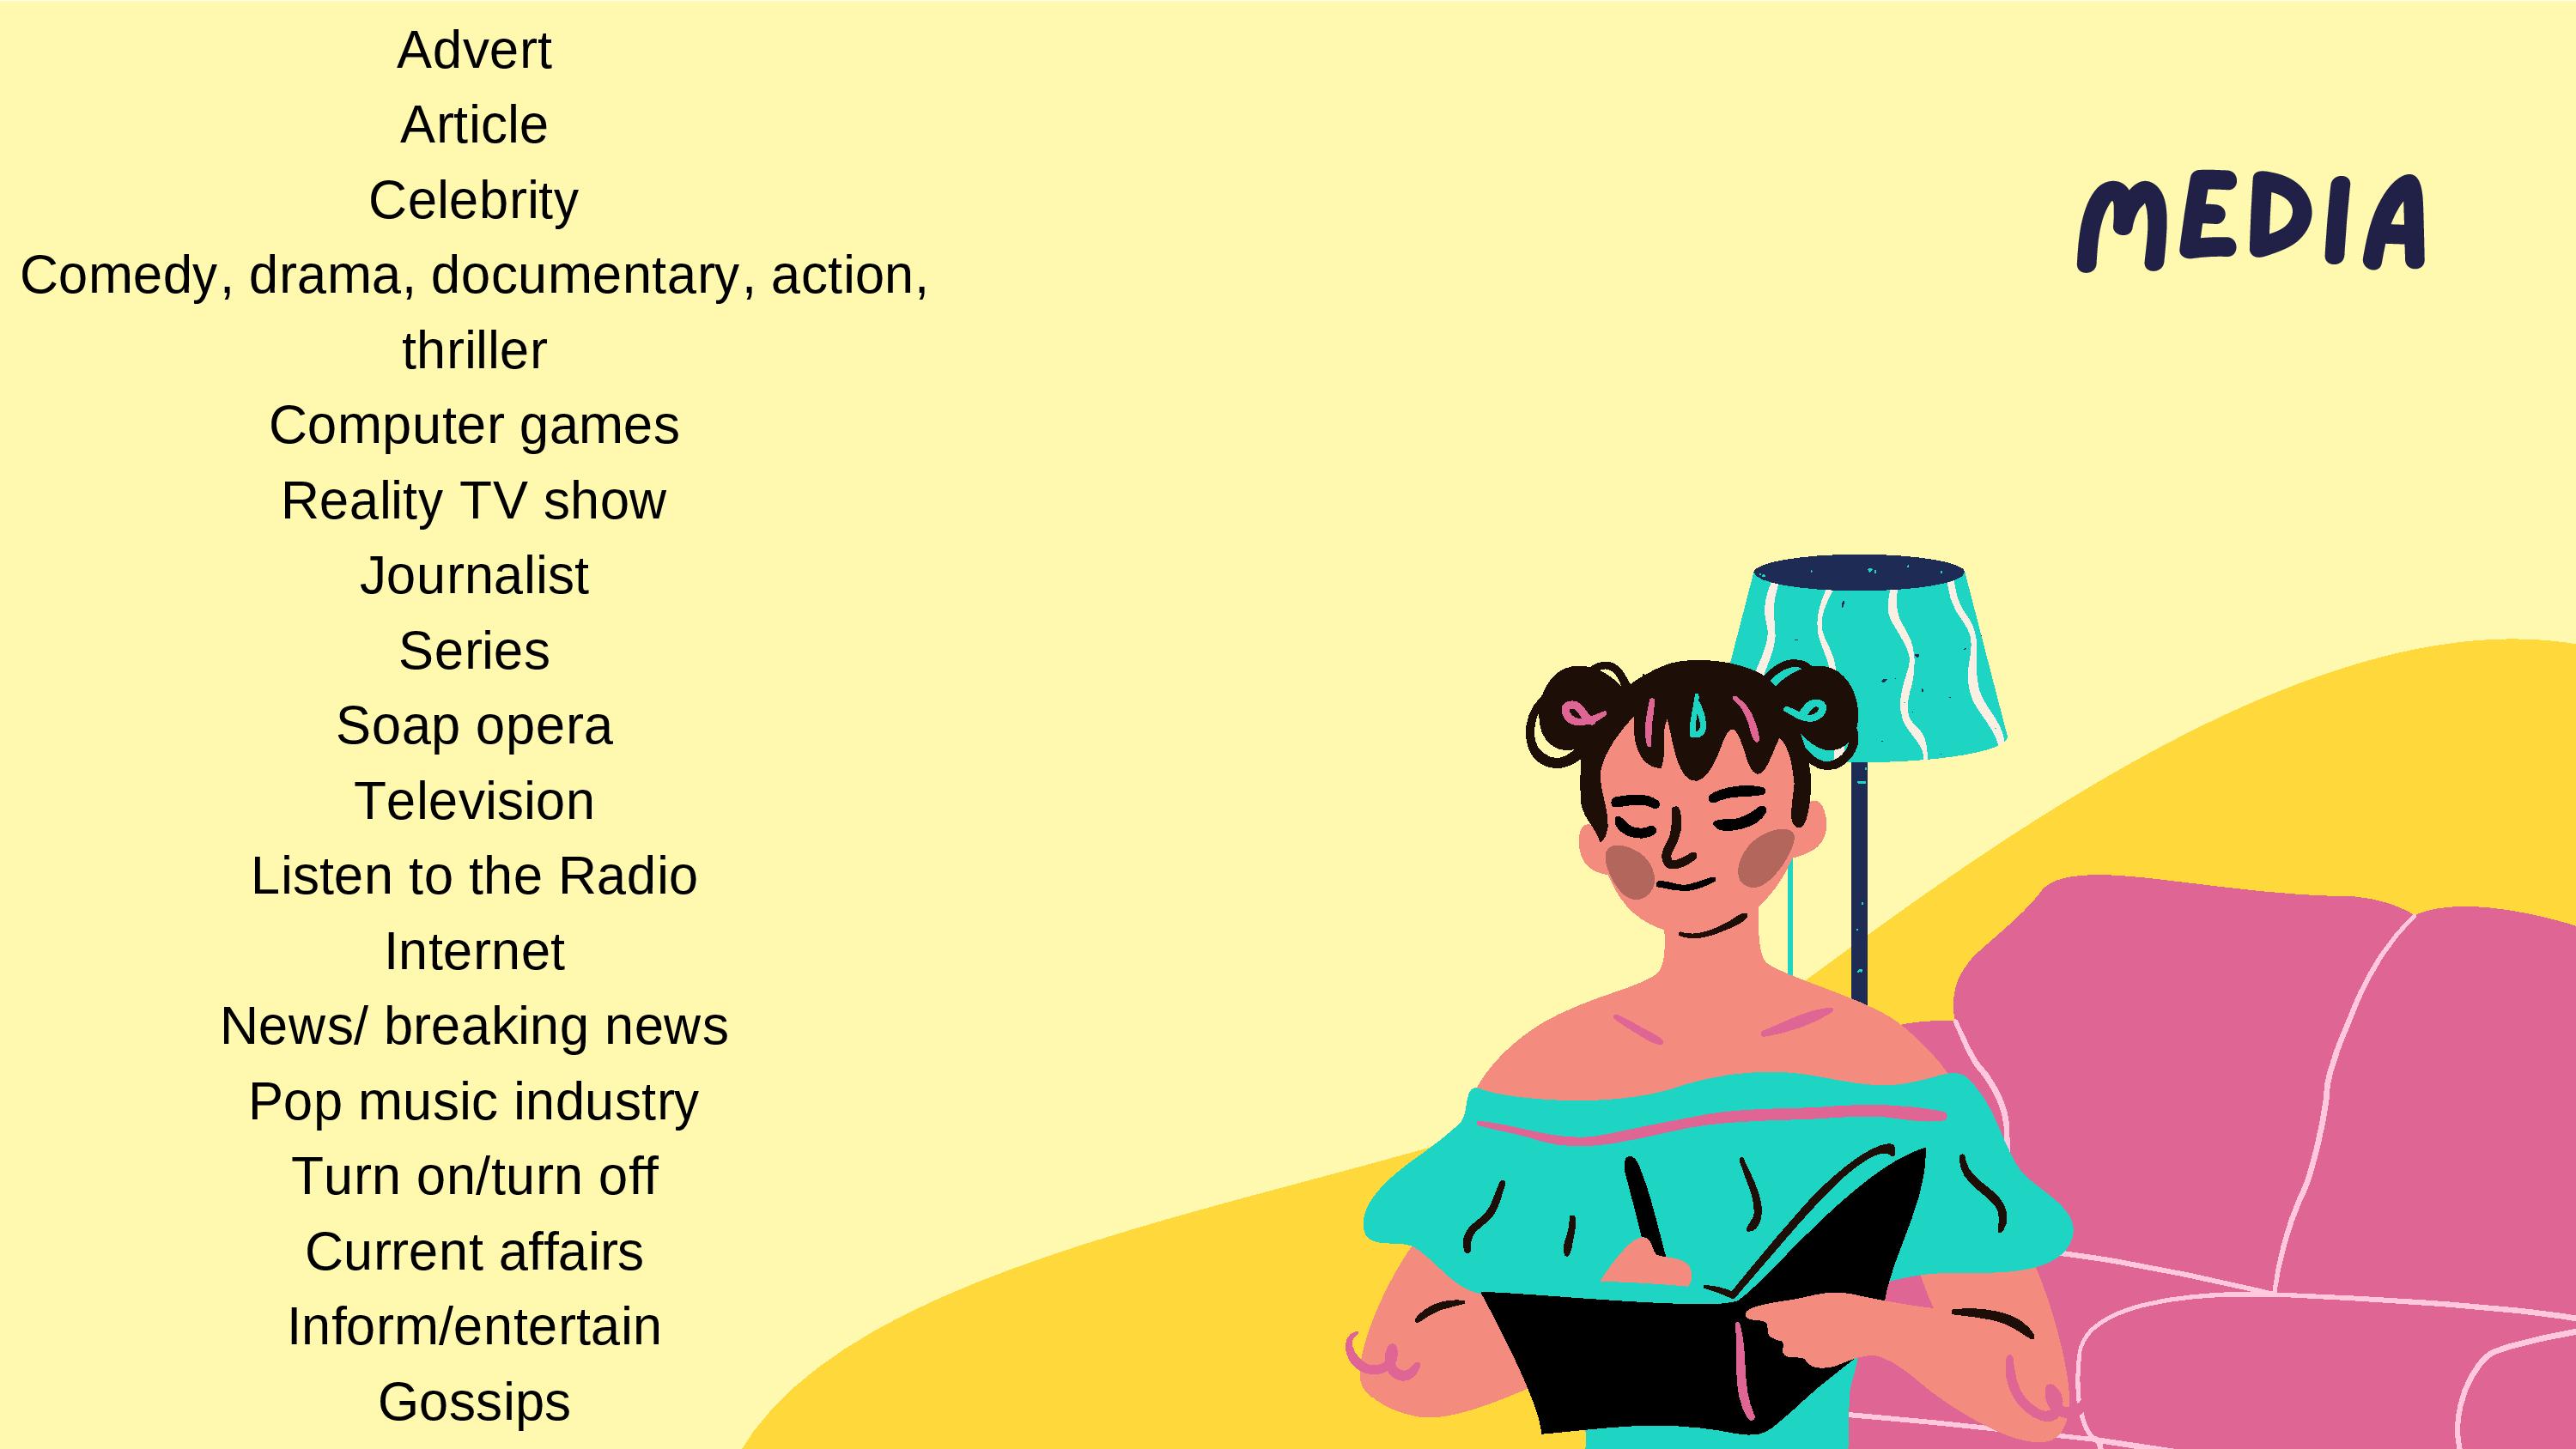 Advert
Article
Celebrity
Comedy, drama, documentary, action,
thriller
Computer games
Reality TV show
Journalist
Series
Soap opera
Television
Listen to the Radio
Internet
News/ breaking news
Pop music industry
Turn on/turn off
Current affairs
Inform/entertain
Gossips
MEDIA